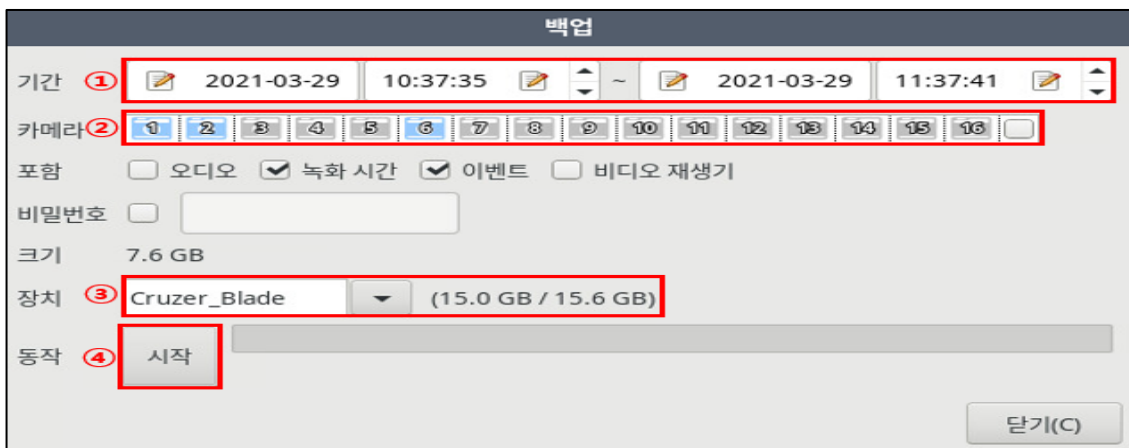 백업
기간 ① 2021-03-29 10:37:35 ~ 2021-03-29 11:37:41
카메라 ② 1 2 3 4 5 6 7 8 9 10 11 12 13 14 15 16
포함 오디오 녹화 시간 이벤트 비디오 재생기
비밀번호
크기 7.6 GB
장치 ③ Cruzer_Blade (15.0 GB / 15.6 GB)
동작 ④ 시작
닫기(C)